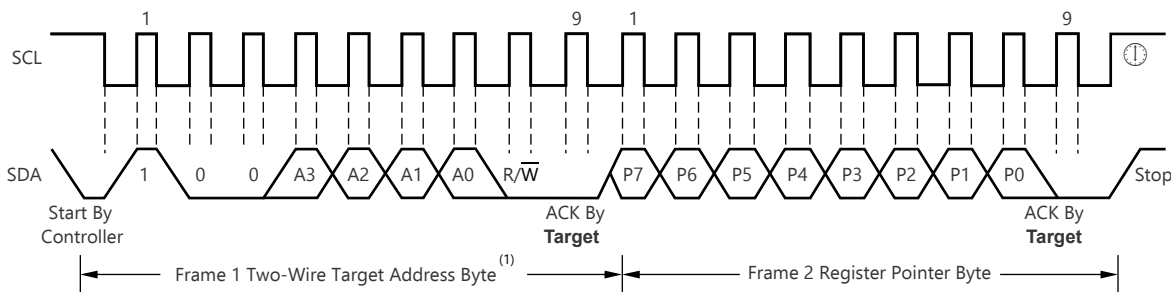 1 9 1 9
SCL
SDA 1 0 0 A3 A2 A1 A0 R/W̅ P7 P6 P5 P4 P3 P2 P1 P0 Stop
Start By ACK By ACK By
Controller Target Target
Frame 1 Two-Wire Target Address Byte(1) Frame 2 Register Pointer Byte